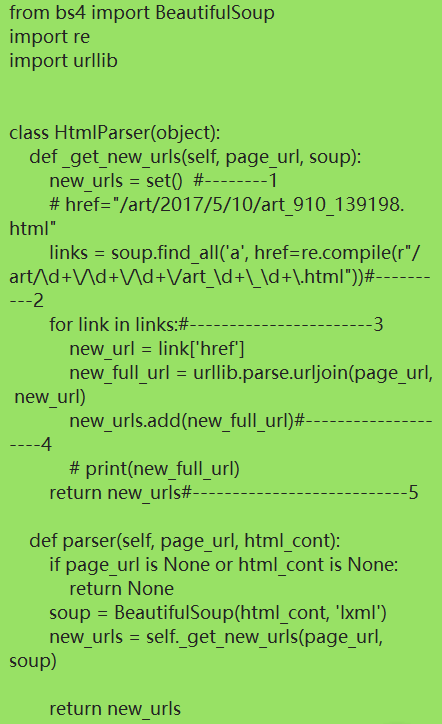 from bs4 import BeautifulSoup
import re
import urllib
class HtmlParser(object):
def _get_new_urls(self, page_url, soup):
new_urls = set()  #--------1
# href="/art/2017/5/10/art_910_139198.
html"
links = soup.find_all('a', href=re.compile(r"/
art/\d+\/\d+\/\d+\/art_\d+\_\d+\.html"))#--------
---2
for link in links:#-----------------------3
new_url = link['href']
new_full_url = urllib.parse.urljoin(page_url,
new_url)
new_urls.add(new_full_url)#-----------------
----4
# print(new_full_url)
return new_urls#---------------------------5
def parser(self, page_url, html_cont):
if page_url is None or html_cont is None:
return None
soup = BeautifulSoup(html_cont, 'lxml')
new_urls = self._get_new_urls(page_url,
soup)
return new_urls